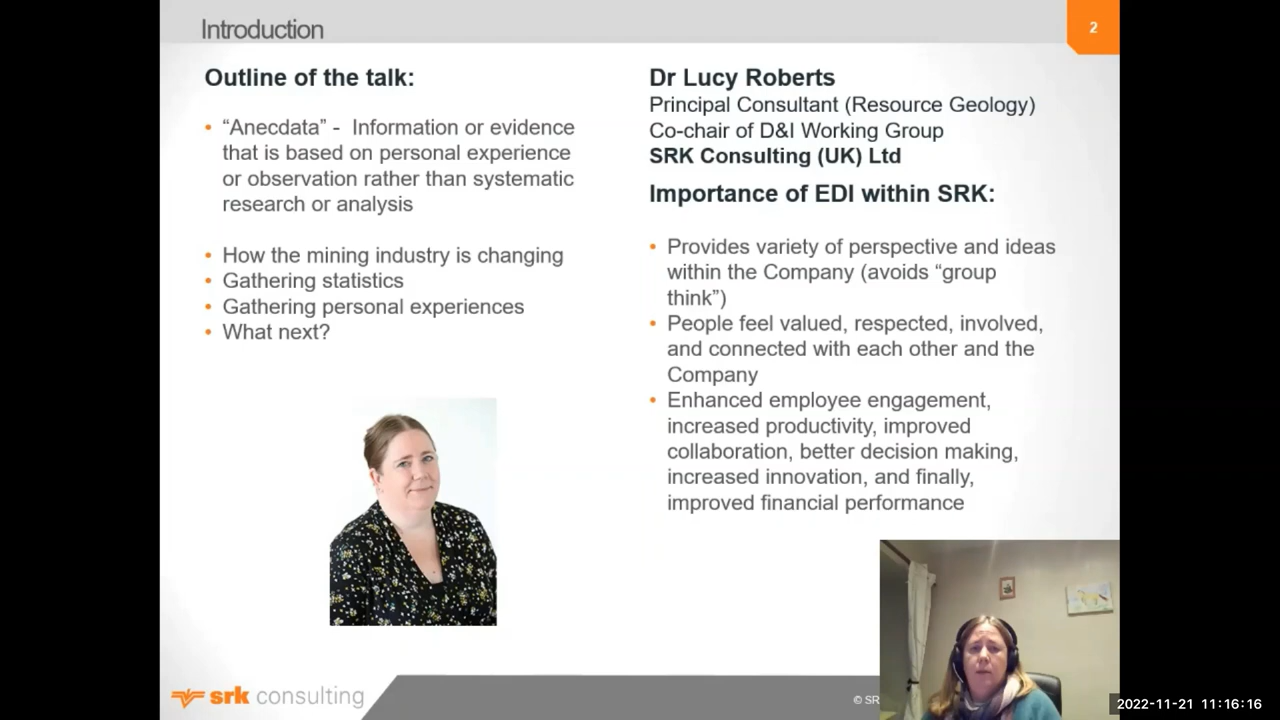 Introduction
2
Outline of the talk:
• “Anecdata” - Information or evidence
that is based on personal experience
or observation rather than systematic
research or analysis
• How the mining industry is changing
• Gathering statistics
• Gathering personal experiences
• What next?
Dr Lucy Roberts
Principal Consultant (Resource Geology)
Co-chair of D&I Working Group
SRK Consulting (UK) Ltd
Importance of EDI within SRK:
• Provides variety of perspective and ideas
within the Company (avoids “group
think”)
• People feel valued, respected, involved,
and connected with each other and the
Company
• Enhanced employee engagement,
increased productivity, improved
collaboration, better decision making,
increased innovation, and finally,
improved financial performance
srk consulting
© SR
2022-11-21 11:16:16